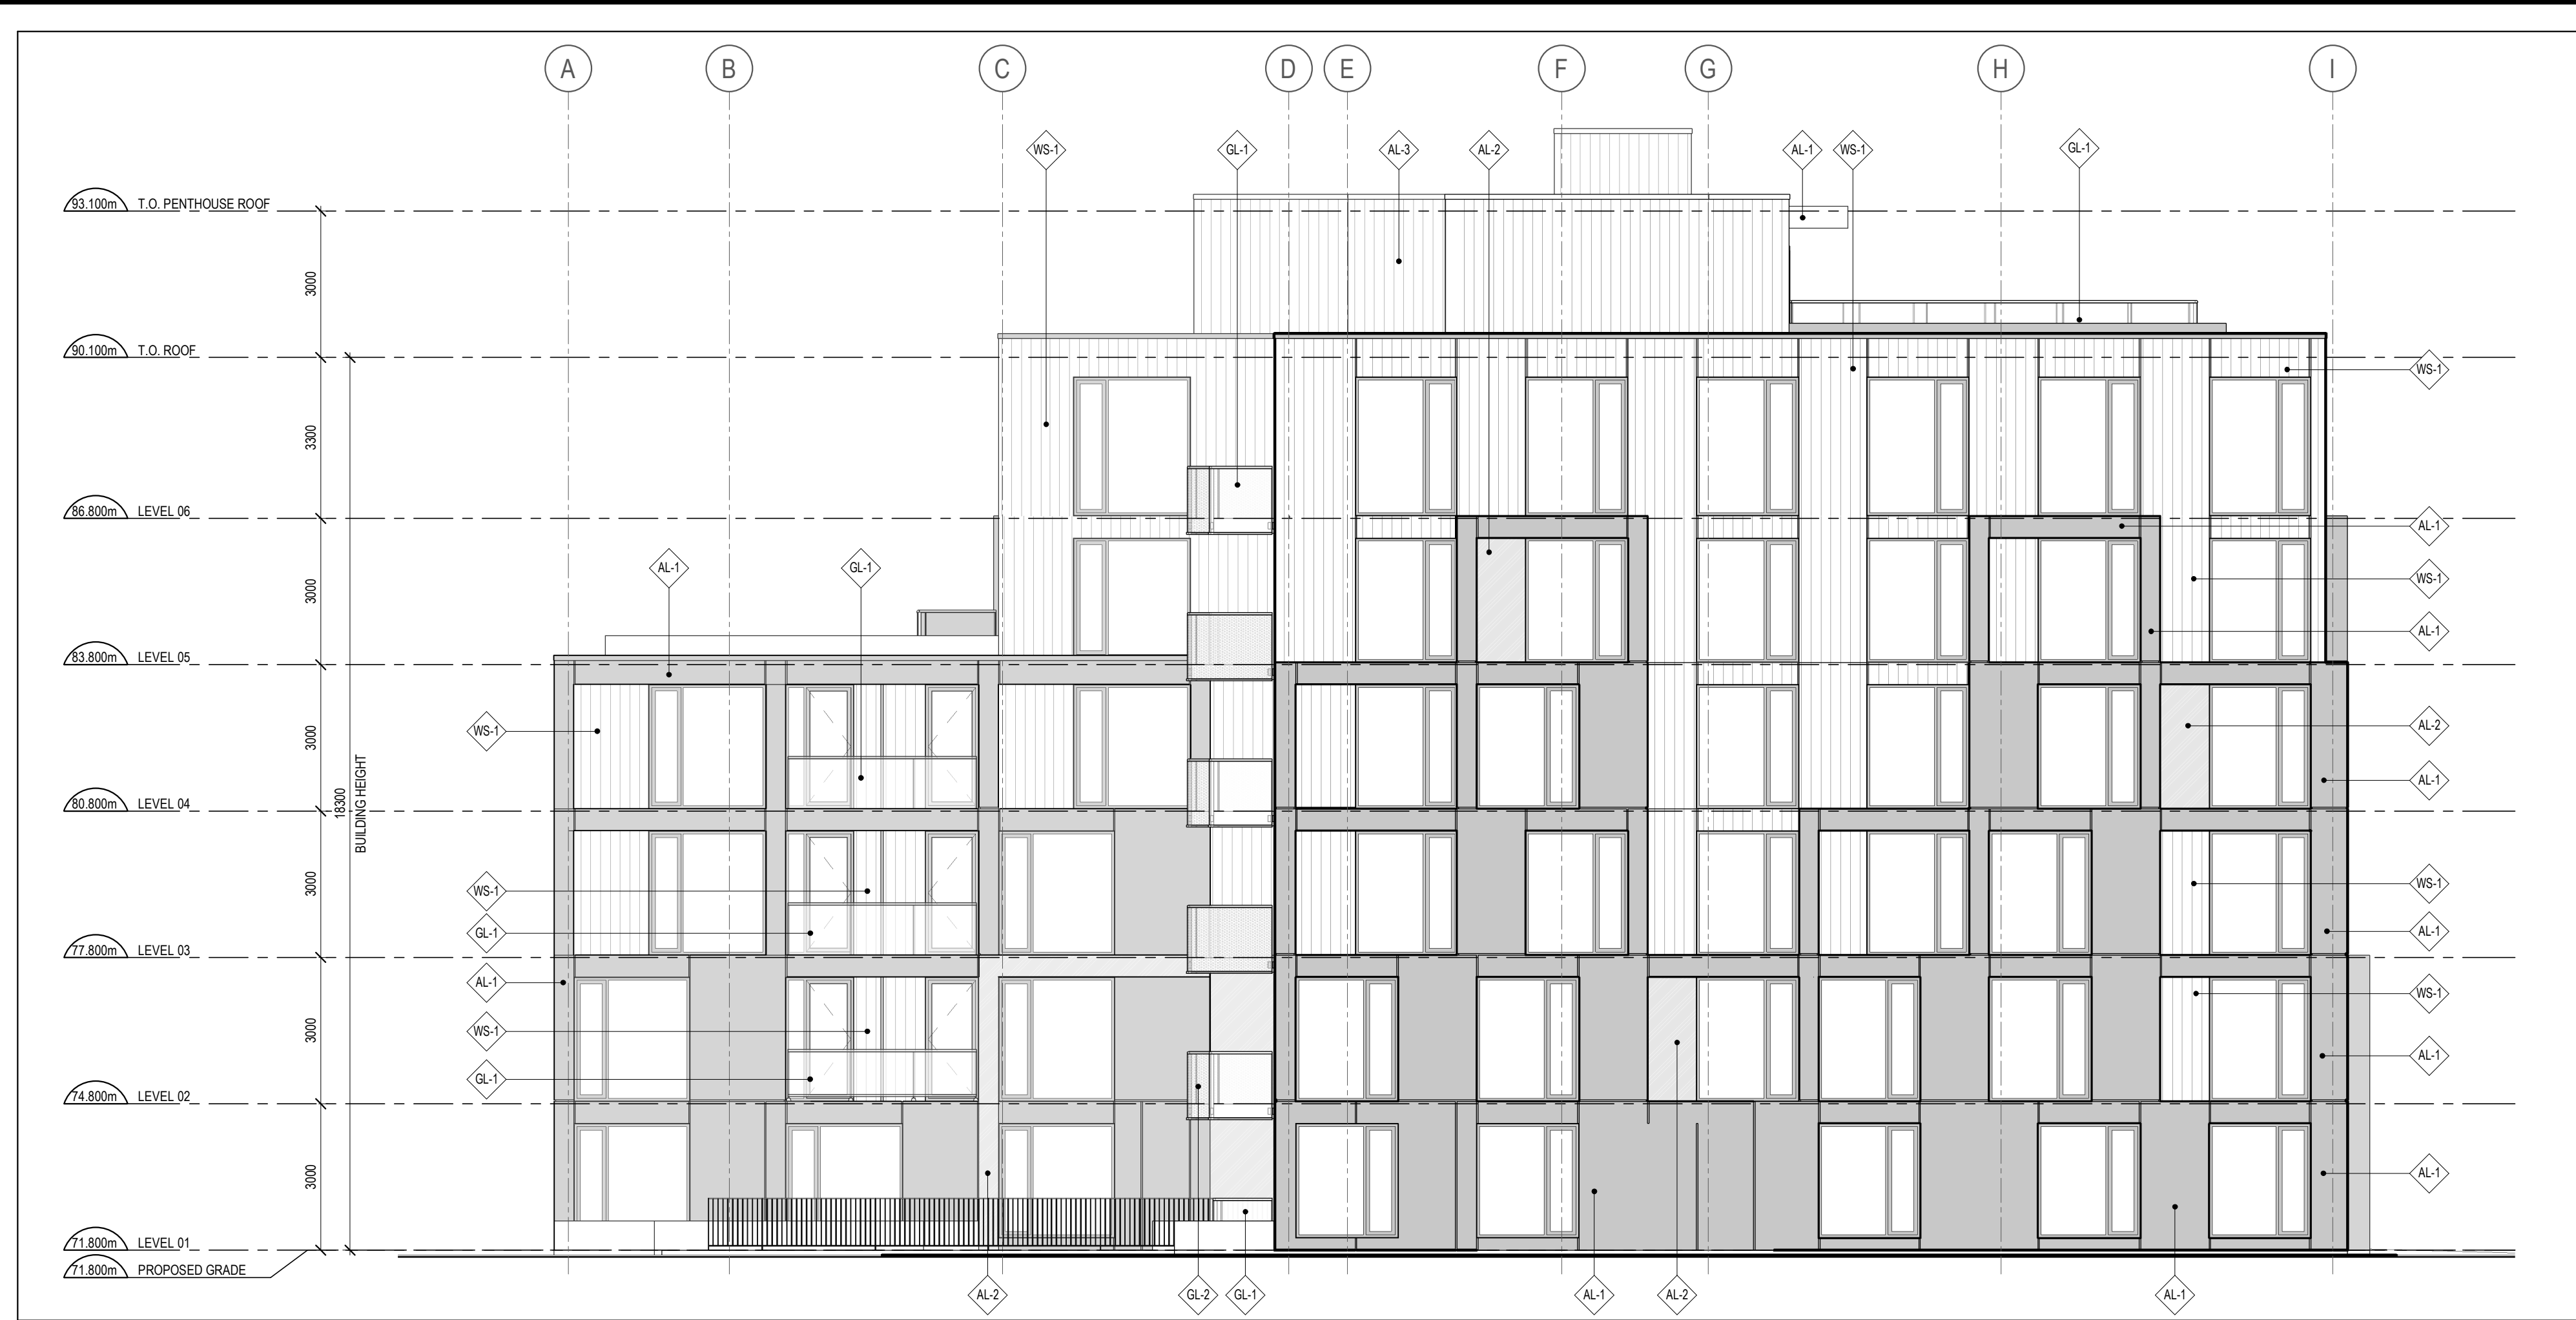 A
B
C
D
E
F
G
H
I
WS-1
GL-1
AL-3
AL-2
AL-1
WS-1
GL-1
93.100m T.O. PENTHOUSE ROOF
3000
90.100m T.O. ROOF
WS-1
3300
86.800m LEVEL 06
AL-1
AL-1
GL-1
WS-1
3000
AL-1
83.800m LEVEL 05
WS-1
AL-2
3000
AL-1
80.800m LEVEL 04
18300
BUILDING HEIGHT
WS-1
WS-1
3000
GL-1
AL-1
77.800m LEVEL 03
AL-1
WS-1
WS-1
3000
AL-1
GL-1
74.800m LEVEL 02
3000
AL-1
71.800m LEVEL 01
71.800m PROPOSED GRADE
AL-2
GL-2
GL-1
AL-1
AL-2
AL-1